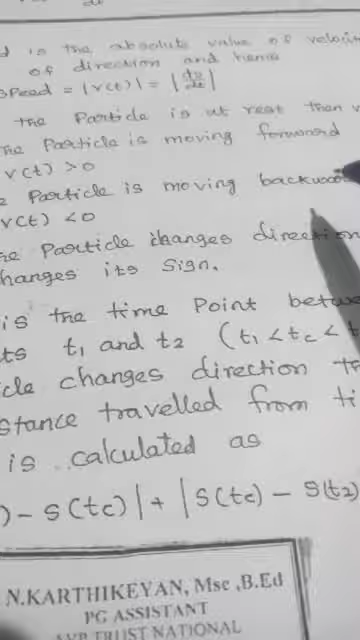 is the absolute value of velocity
of direction and hence
speed = |v(t)| = |ds/dt|
the Particle is at rest then
The Particle is moving forward
v(t) >0
Particle is moving backward
v(t) <0
the Particle changes direction
changes its sign.
is the time Point between
t1 and t2 (t1 < tc < t
changes direction
travelled from
is calculated as
) - s(tc)| + |s(tc) - s(t2)
N.KARTHIKEYAN, Msc ,B.Ed
PG ASSISTANT
AVB TRUST NATIONAL